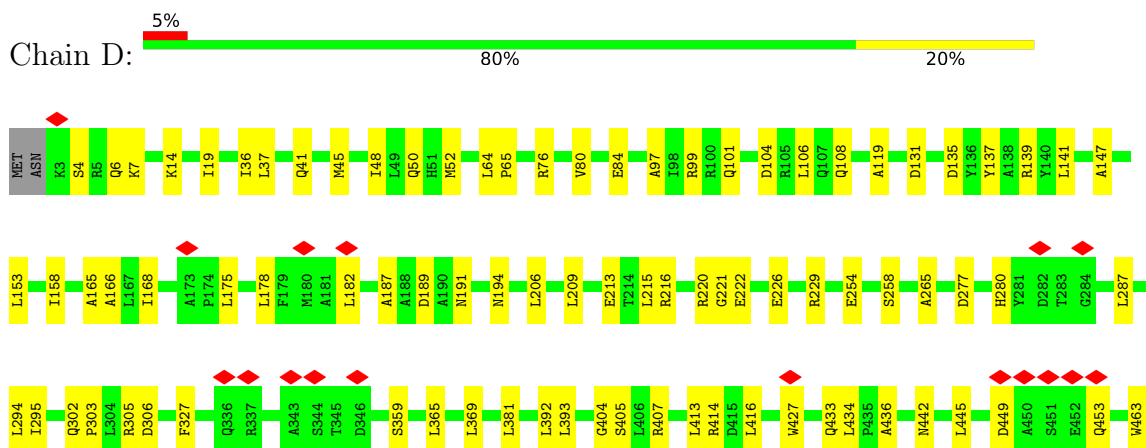 5%
Chain D:
80% 20%
MET ASN K3 S4 R5 Q6 K7 K14 I19 I36 L37 Q41 M45 I48 L49 Q50 H51 M52 L64 P65 R76 V80 E84 A97 I98 R99 R100 Q101 D104 R105 L106 Q107 Q108 A119 D131 D135 Y136 Y137 A138 R139 Y140 L141 A147
L153 I158 A165 A166 L167 I168 A173 P174 L175 L178 F179 M180 A181 L182 A187 A188 D189 A190 N191 N194 L206 L209 E213 T214 L215 R216 R220 G221 E222 E226 R229 E254 S258 A265 D277 H280 Y281 D282 T283 G284 L287
L294 I295 Q302 P303 L304 R305 D306 F327 Q336 R337 A343 S344 T345 D346 S359 L365 L369 L381 L392 L393 G404 S405 L406 R407 L413 R414 D415 L416 W427 Q433 L434 P435 A436 N442 L445 D449 A450 S451 E452 Q453 W463